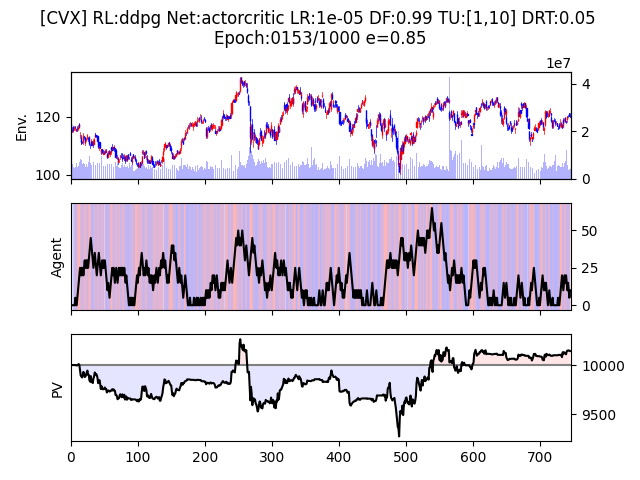 [CVX] RL:ddpg Net:actorcritic LR:1e-05 DF:0.99 TU:[1,10] DRT:0.05
Epoch:0153/1000 e=0.85
1e7
Env.
120
100
4
2
0
Agent
50
25
0
PV
10000
9500
0 100 200 300 400 500 600 700